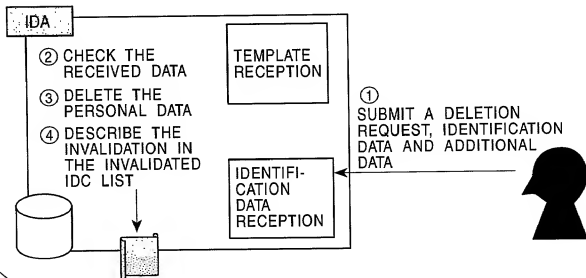 IDA
② CHECK THE
RECEIVED DATA
③ DELETE THE
PERSONAL DATA
④ DESCRIBE THE
INVALIDATION IN
THE INVALIDATED
IDC LIST
TEMPLATE
RECEPTION
IDENTIFI-
CATION
DATA
RECEPTION
①
SUBMIT A DELETION
REQUEST, IDENTIFICATION
DATA AND ADDITIONAL
DATA